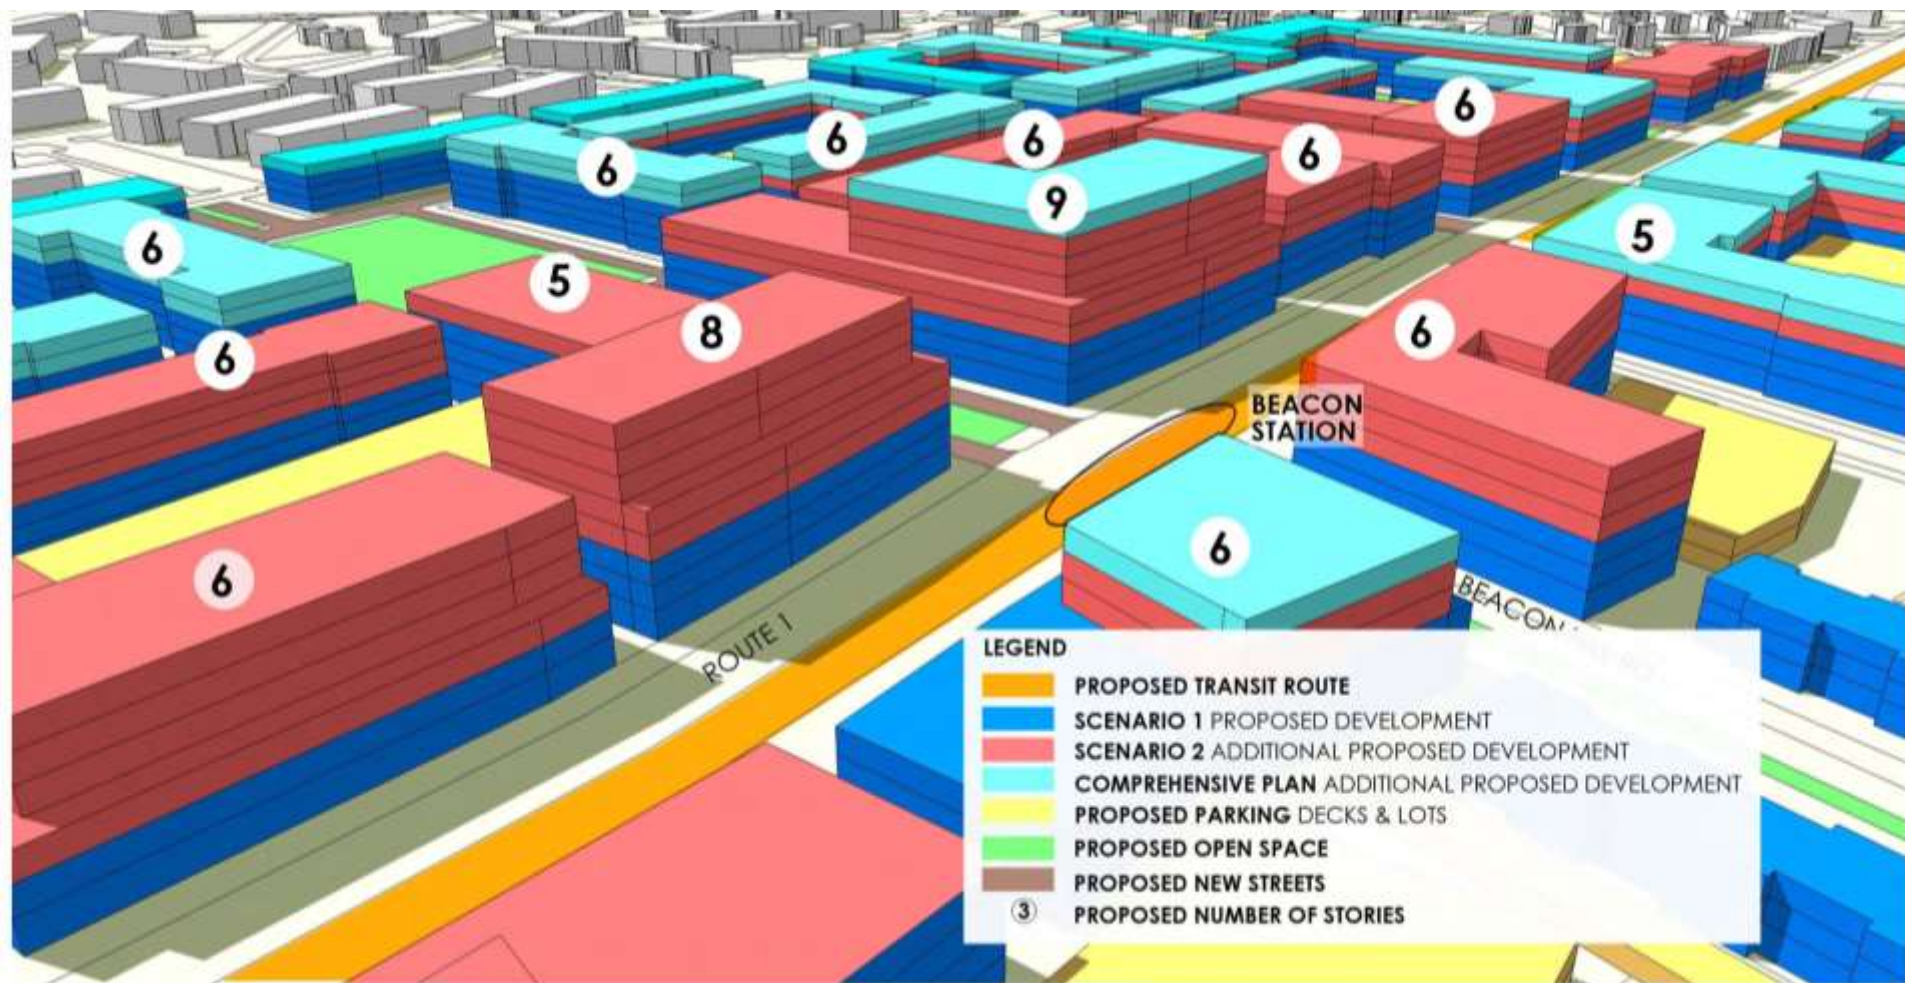 6
6
6
6
6
9
5
6
5
8
6
6
BEACON
STATION
6
6
ROUTE 1
BEACON
LEGEND
PROPOSED TRANSIT ROUTE
SCENARIO 1 PROPOSED DEVELOPMENT
SCENARIO 2 ADDITIONAL PROPOSED DEVELOPMENT
COMPREHENSIVE PLAN ADDITIONAL PROPOSED DEVELOPMENT
PROPOSED PARKING DECKS & LOTS
PROPOSED OPEN SPACE
PROPOSED NEW STREETS
3 PROPOSED NUMBER OF STORIES